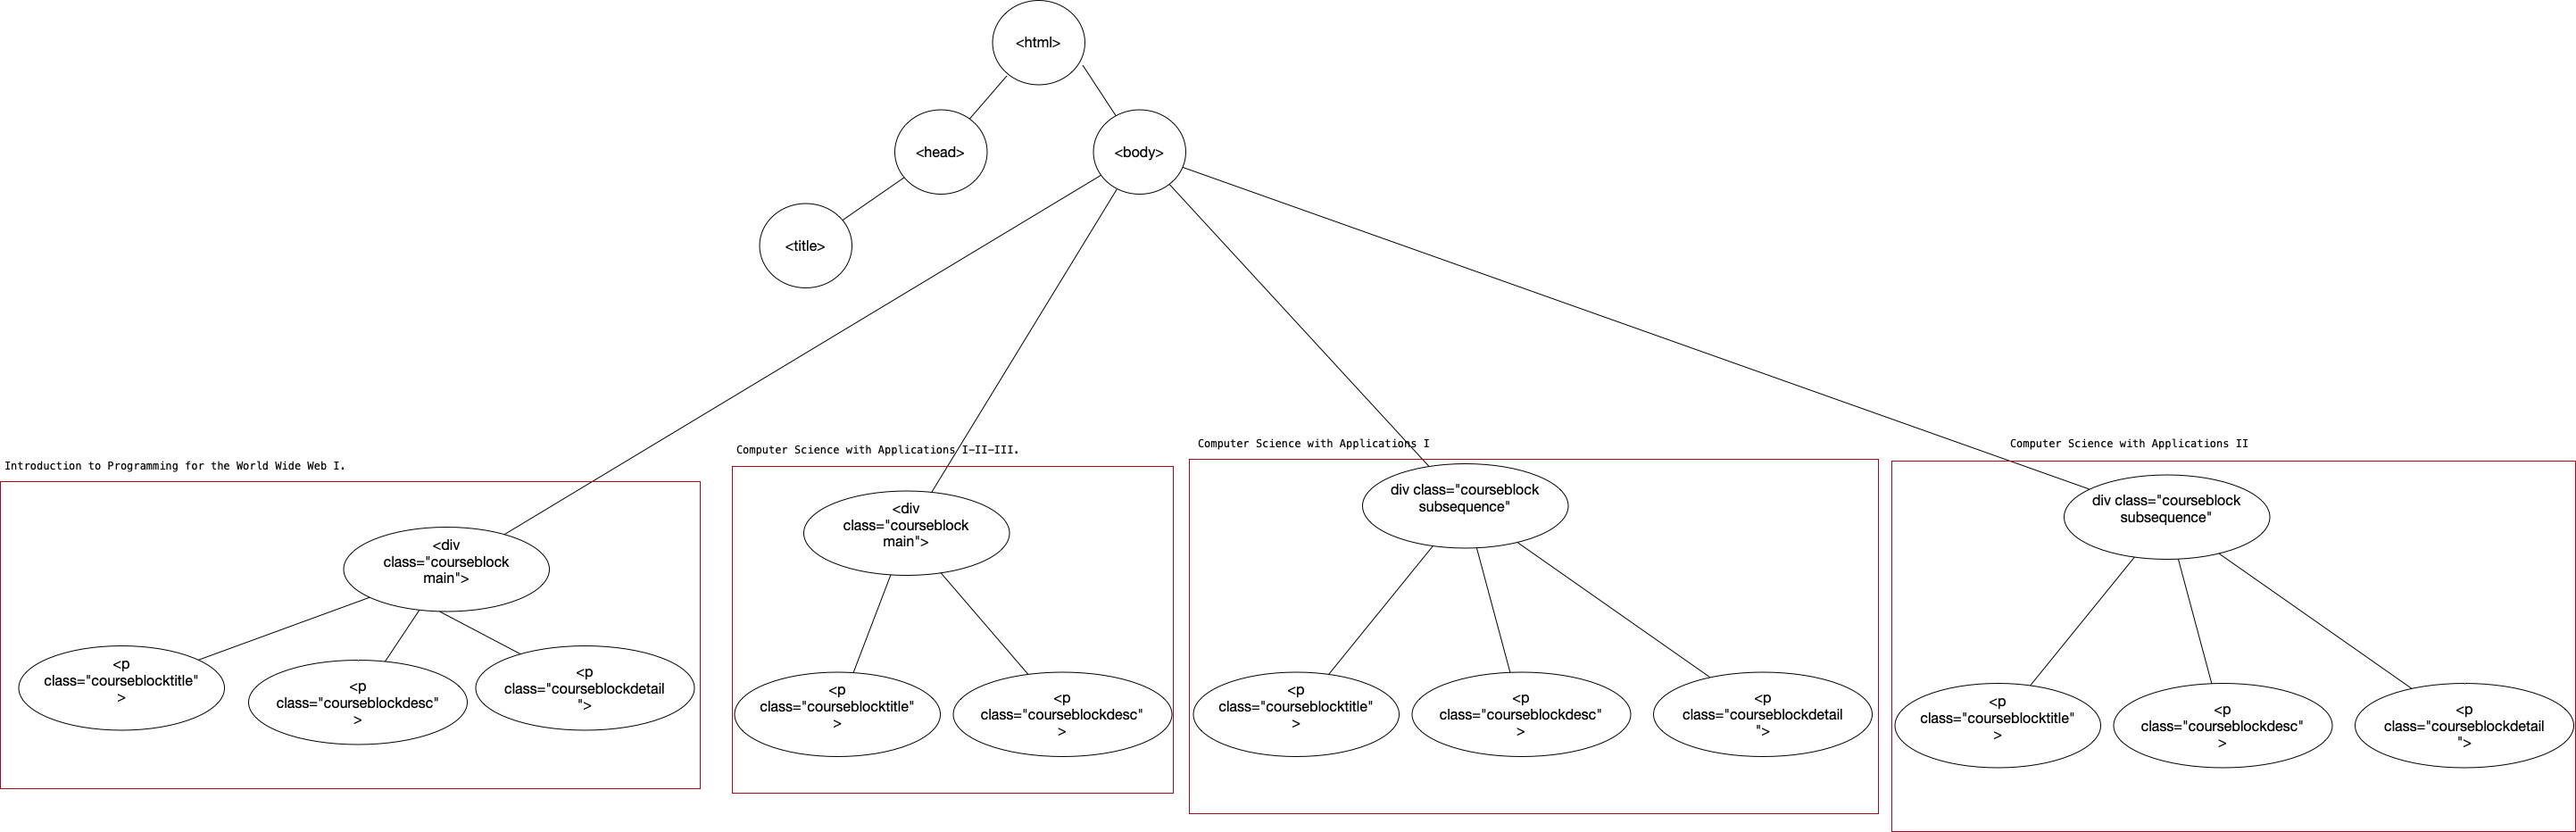 <html>
<head>
<body>
<title>
Introduction to Programming for the World Wide Web I.
<div
class="courseblock
main">
<p
class="courseblocktitle"
>
<p
class="courseblockdesc"
>
<p
class="courseblockdetail
">
Computer Science with Applications I-II-III.
<div
class="courseblock
main">
<p
class="courseblocktitle"
>
<p
class="courseblockdesc"
>
Computer Science with Applications I
div class="courseblock
subsequence"
<p
class="courseblocktitle"
>
<p
class="courseblockdesc"
>
<p
class="courseblockdetail
">
Computer Science with Applications II
div class="courseblock
subsequence"
<p
class="courseblocktitle"
>
<p
class="courseblockdesc"
>
<p
class="courseblockdetail
">